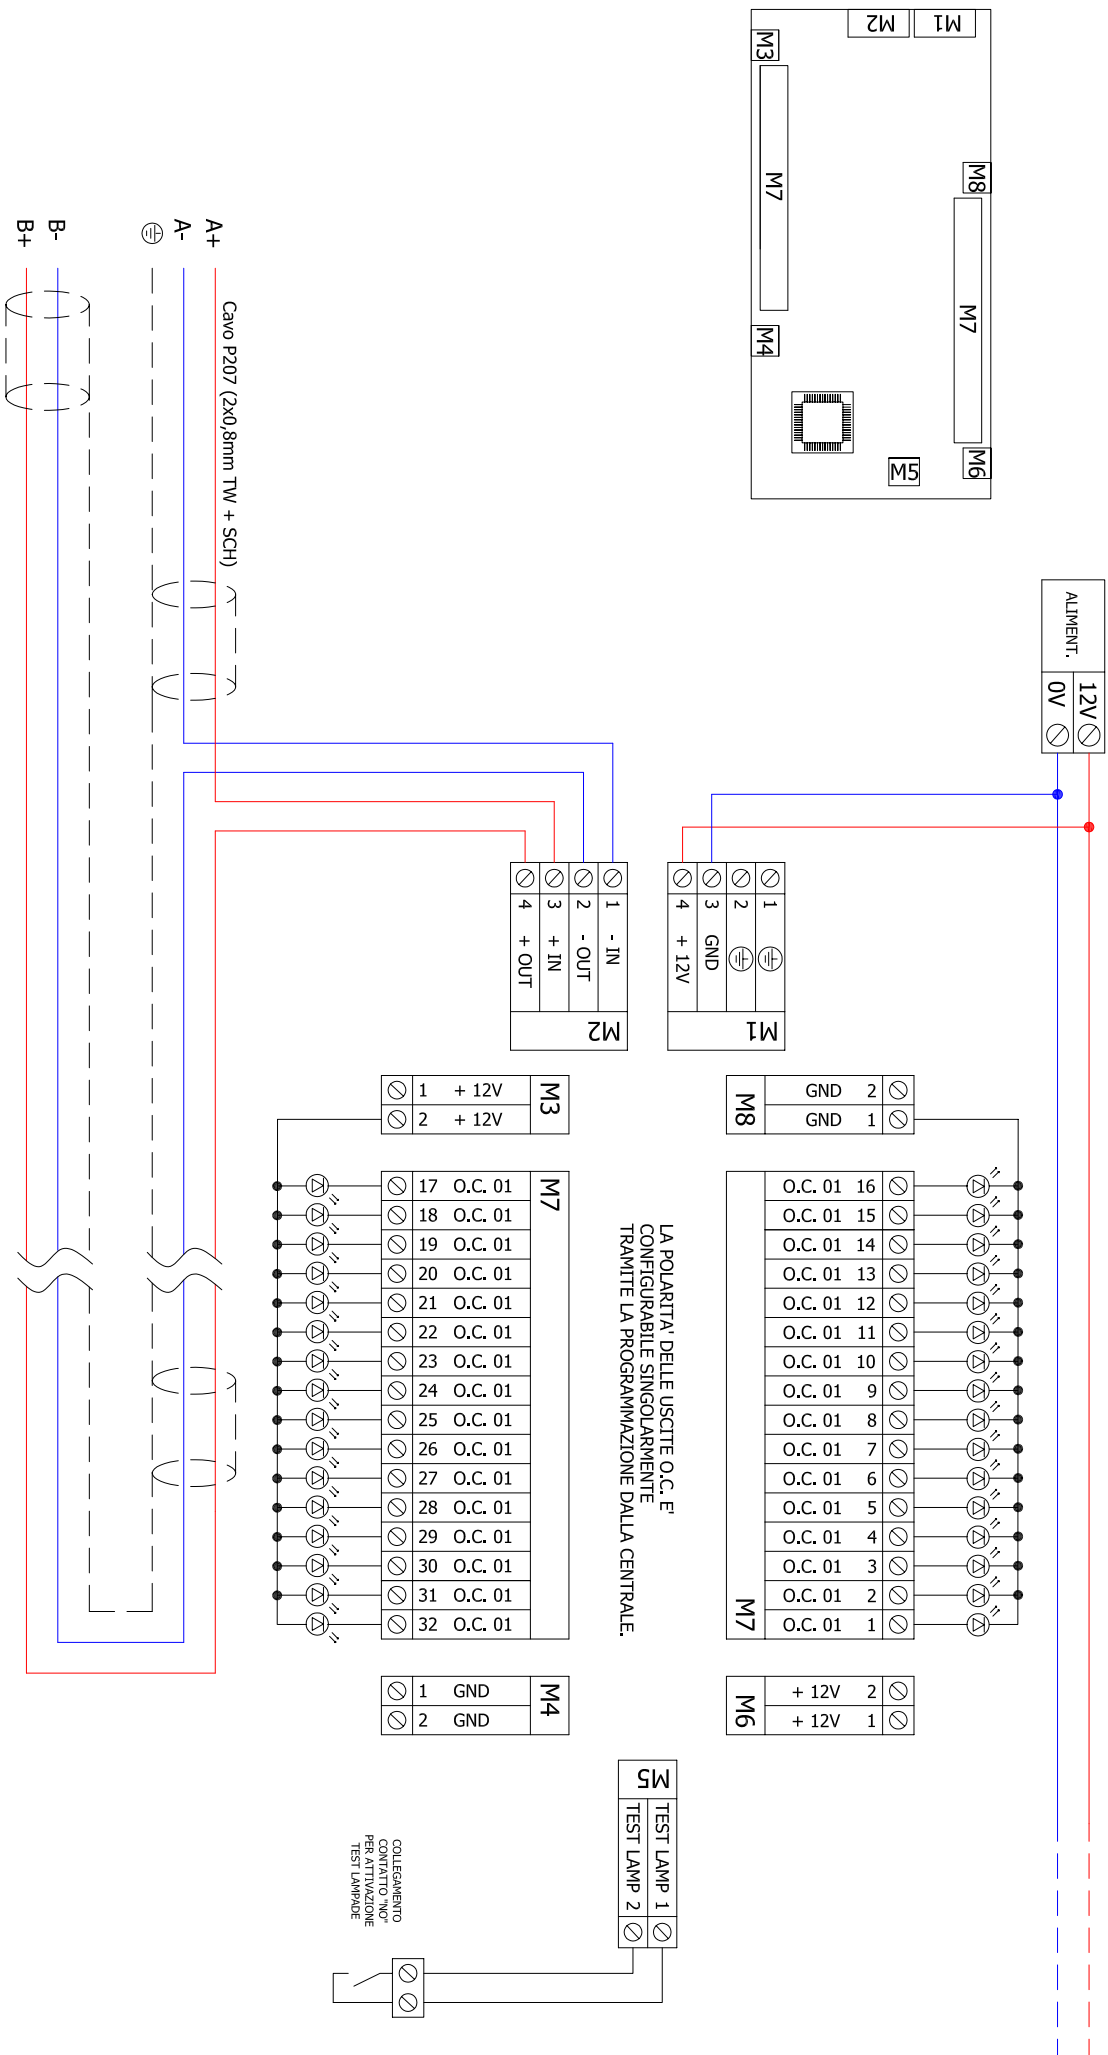 M1
M2
M3
M7
M4
M8
M7
M6
M5
ALIMENT.
12V
0V
A+
A-
B-
B+
Cavo P207 (2x0,8mm TW + SCH)
1
2
3 GND
4 + 12V
M1
1 - IN
2 - OUT
3 + IN
4 + OUT
M2
1 + 12V
2 + 12V
M3
M8
GND 2
GND 1
17 O.C. 01
18 O.C. 01
19 O.C. 01
20 O.C. 01
21 O.C. 01
22 O.C. 01
23 O.C. 01
24 O.C. 01
25 O.C. 01
26 O.C. 01
27 O.C. 01
28 O.C. 01
29 O.C. 01
30 O.C. 01
31 O.C. 01
32 O.C. 01
M7
LA POLARITA' DELLE USCITE O.C. E'
CONFIGURABILE SINGOLARMENTE
TRAMITE LA PROGRAMMAZIONE DALLA CENTRALE.
O.C. 01 16
O.C. 01 15
O.C. 01 14
O.C. 01 13
O.C. 01 12
O.C. 01 11
O.C. 01 10
O.C. 01 9
O.C. 01 8
O.C. 01 7
O.C. 01 6
O.C. 01 5
O.C. 01 4
O.C. 01 3
O.C. 01 2
O.C. 01 1
M7
1 GND
2 GND
M4
M6
+ 12V 2
+ 12V 1
M5
TEST LAMP 1
TEST LAMP 2
COLLEGAMENTO
CONTATTO "NO"
PER ATTIVAZIONE
TEST LAMPADE